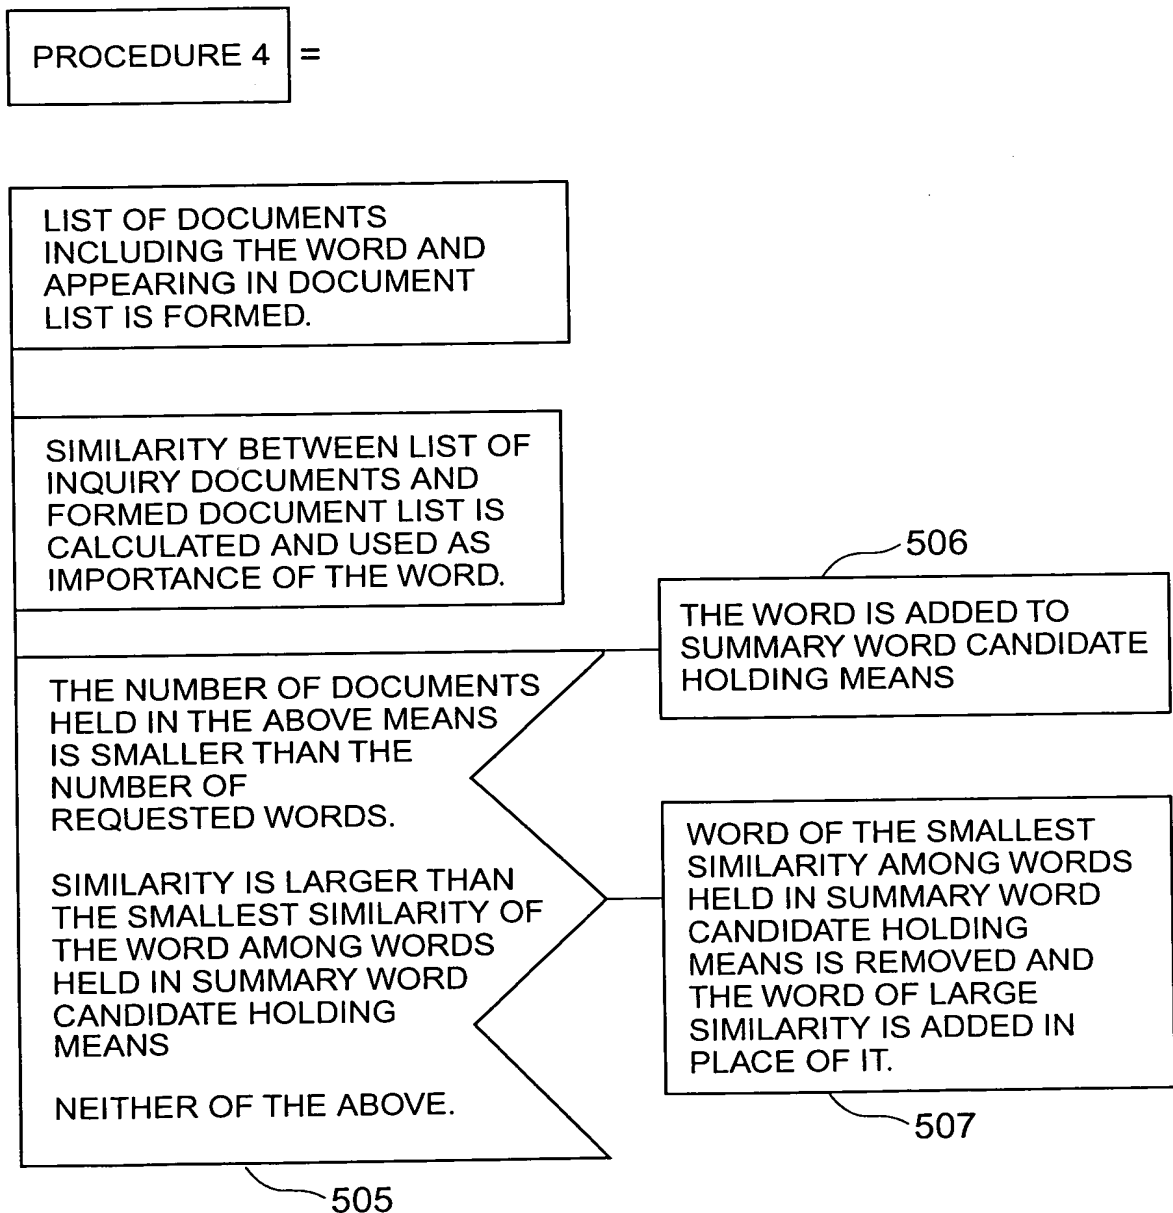 PROCEDURE 4 =
LIST OF DOCUMENTS
INCLUDING THE WORD AND
APPEARING IN DOCUMENT
LIST IS FORMED.
SIMILARITY BETWEEN LIST OF
INQUIRY DOCUMENTS AND
FORMED DOCUMENT LIST IS
CALCULATED AND USED AS
IMPORTANCE OF THE WORD.
506
THE WORD IS ADDED TO
SUMMARY WORD CANDIDATE
HOLDING MEANS
THE NUMBER OF DOCUMENTS
HELD IN THE ABOVE MEANS
IS SMALLER THAN THE
NUMBER OF
REQUESTED WORDS.
SIMILARITY IS LARGER THAN
THE SMALLEST SIMILARITY OF
THE WORD AMONG WORDS
HELD IN SUMMARY WORD
CANDIDATE HOLDING
MEANS
NEITHER OF THE ABOVE.
505
WORD OF THE SMALLEST
SIMILARITY AMONG WORDS
HELD IN SUMMARY WORD
CANDIDATE HOLDING
MEANS IS REMOVED AND
THE WORD OF LARGE
SIMILARITY IS ADDED IN
PLACE OF IT.
507